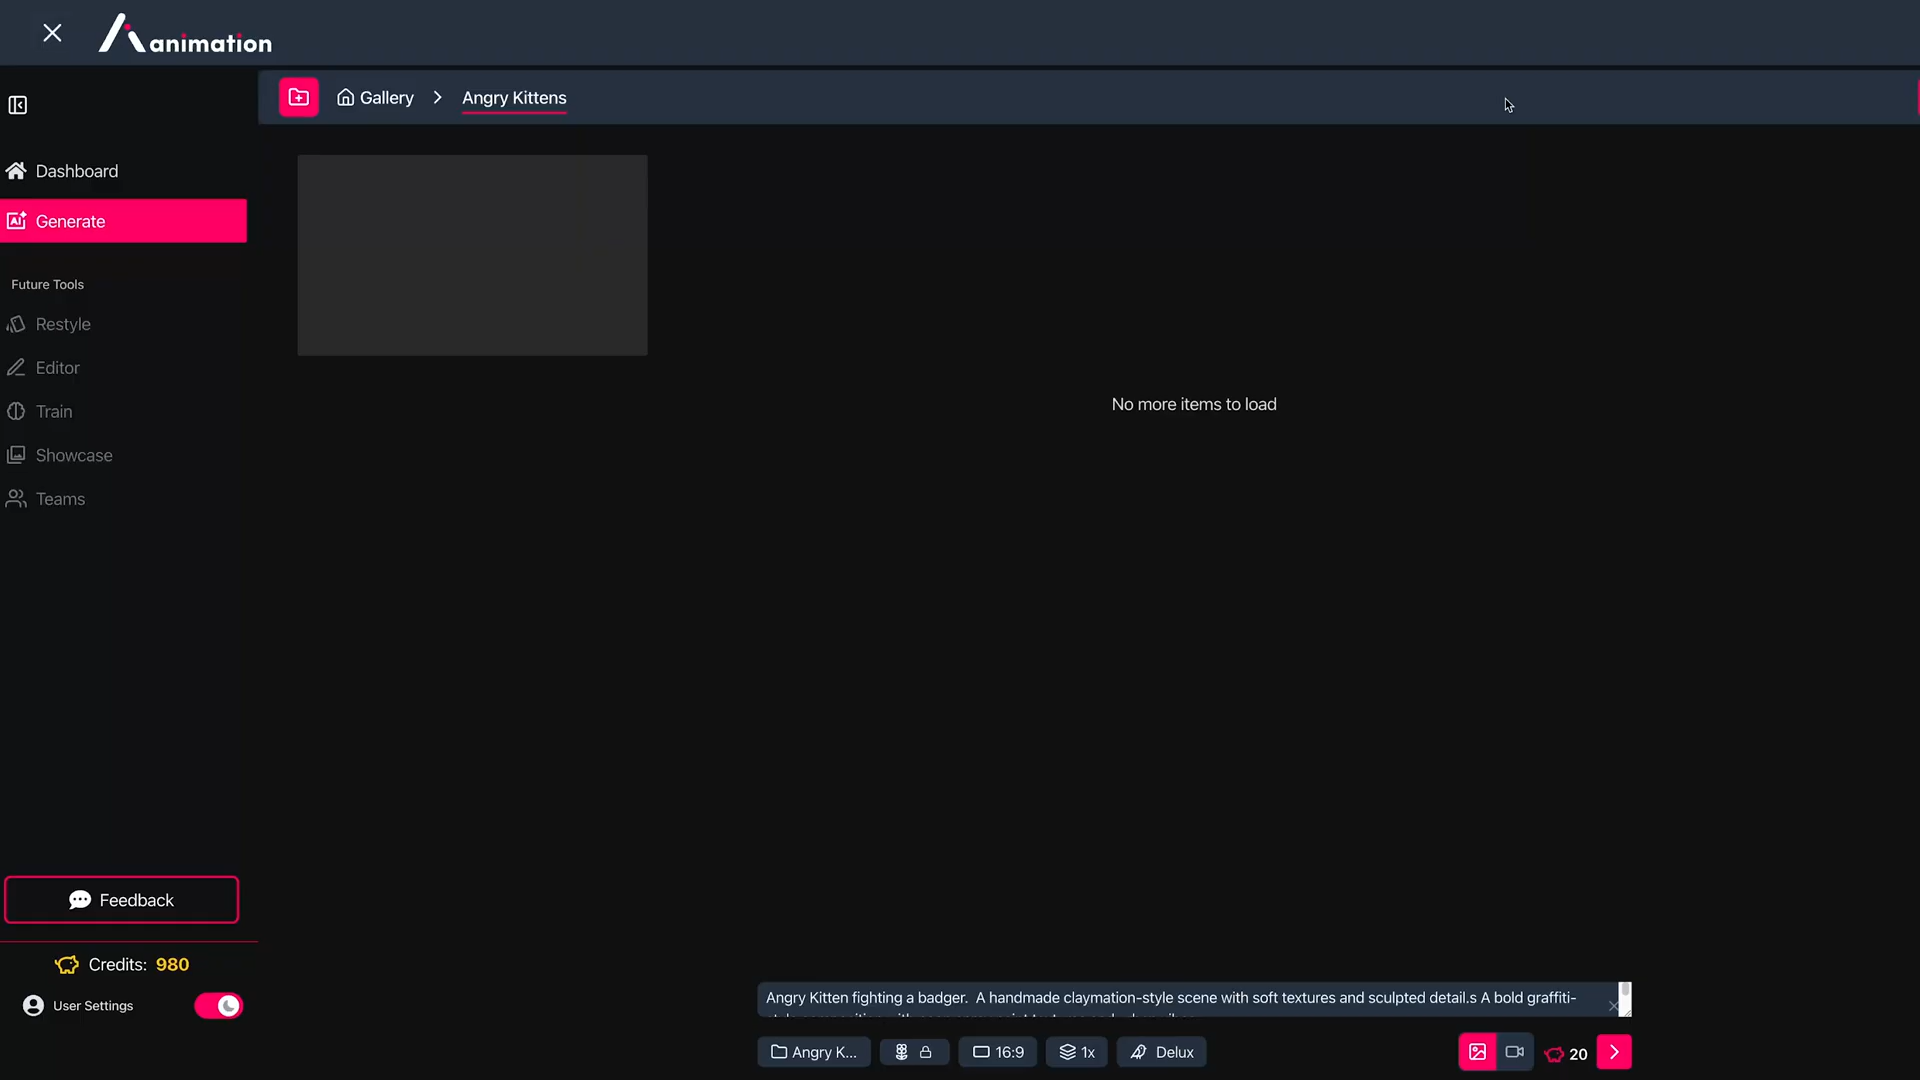 animation
Gallery > Angry Kittens
Dashboard
Generate
Future Tools
Restyle
Editor
Train
Showcase
Teams
No more items to load
Feedback
Credits: 980
User Settings
Angry Kitten fighting a badger.  A handmade claymation-style scene with soft textures and sculpted detail.s A bold graffiti-
Angry K...
16:9
1x
Delux
20